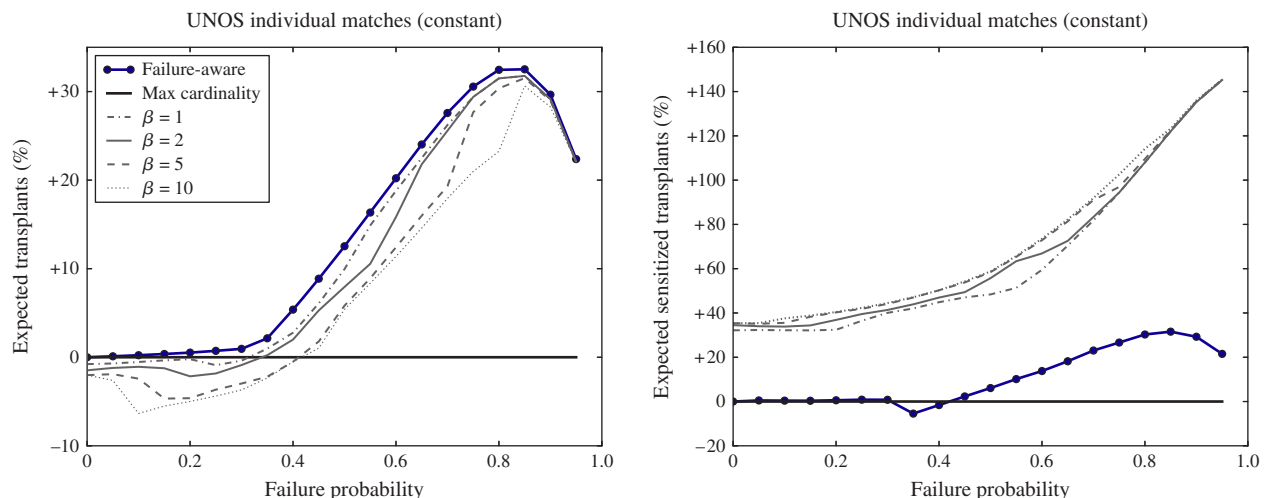 UNOS individual matches (constant)
Expected transplants (%)
+30
+20
+10
0
−10
Failure-aware
Max cardinality
β = 1
β = 2
β = 5
β = 10
0
0.2
0.4
0.6
0.8
1.0
Failure probability
UNOS individual matches (constant)
Expected sensitized transplants (%)
+160
+140
+120
+100
+80
+60
+40
+20
0
−20
0
0.2
0.4
0.6
0.8
1.0
Failure probability